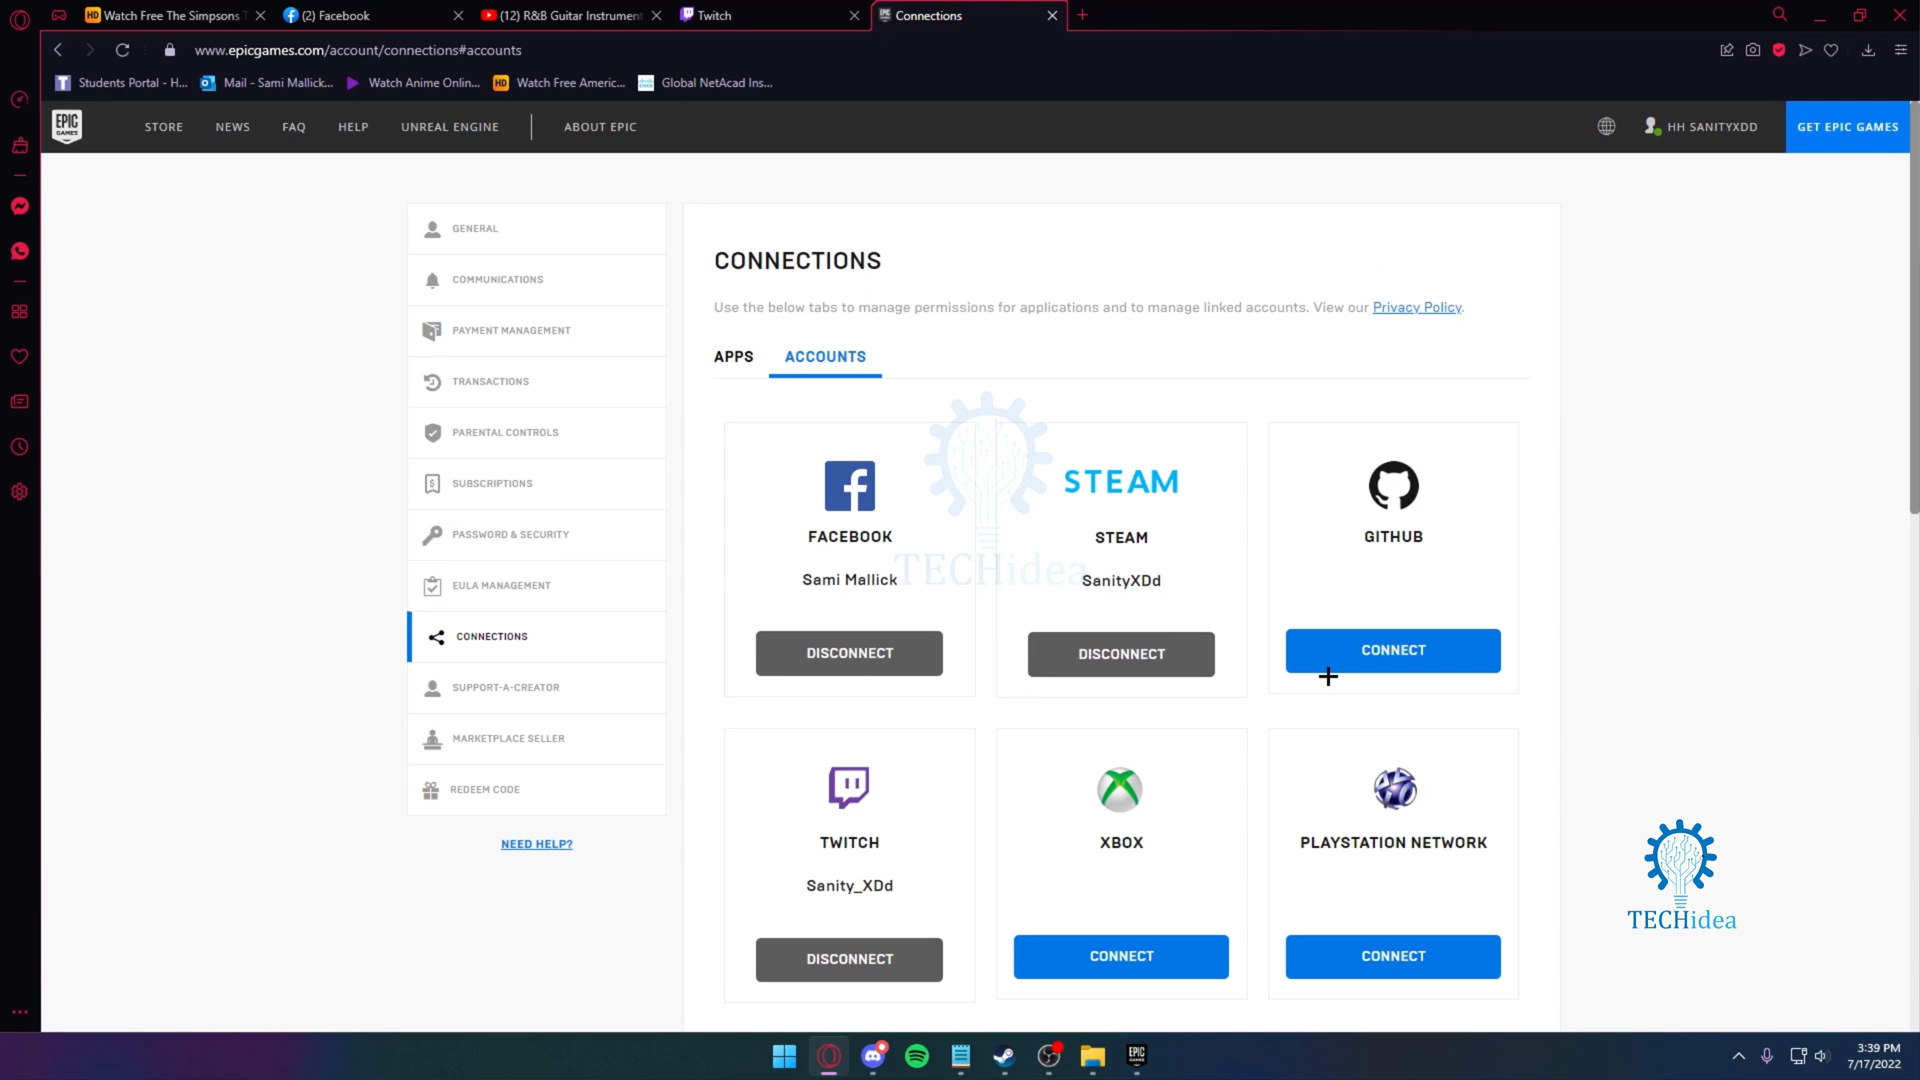 HD Watch Free The Simpsons T
(2) Facebook
(12) R&B Guitar Instrument
Twitch
Connections
www.epicgames.com/account/connections#accounts
Students Portal - H...
Mail - Sami Mallick...
Watch Anime Onlin...
HD Watch Free Americ...
Global NetAcad Ins...
EPIC GAMES
STORE
NEWS
FAQ
HELP
UNREAL ENGINE
ABOUT EPIC
HH SANITYXDD
GET EPIC GAMES
GENERAL
COMMUNICATIONS
PAYMENT MANAGEMENT
TRANSACTIONS
PARENTAL CONTROLS
SUBSCRIPTIONS
PASSWORD & SECURITY
EULA MANAGEMENT
CONNECTIONS
SUPPORT-A-CREATOR
MARKETPLACE SELLER
REDEEM CODE
NEED HELP?
CONNECTIONS
Use the below tabs to manage permissions for applications and to manage linked accounts. View our Privacy Policy.
APPS
ACCOUNTS
FACEBOOK
Sami Mallick
DISCONNECT
STEAM
STEAM
SanityXDd
DISCONNECT
GITHUB
CONNECT
TECHidea
TWITCH
Sanity_XDd
DISCONNECT
XBOX
CONNECT
PLAYSTATION NETWORK
CONNECT
TECHidea
EPIC GAMES
3:39 PM
7/17/2022